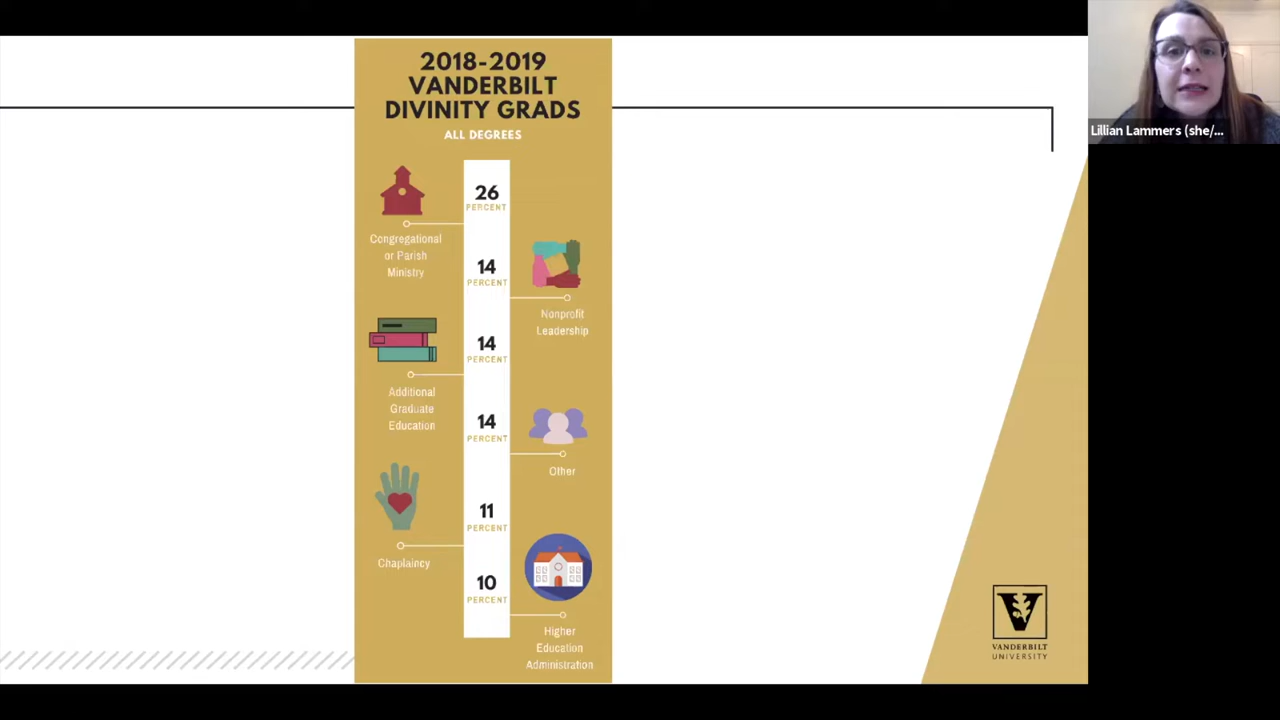 2018-2019
VANDERBILT
DIVINITY GRADS
ALL DEGREES
26
PERCENT
Congregational
or Parish
Ministry
14
PERCENT
Nonprofit
Leadership
14
PERCENT
Additional
Graduate
Education
14
PERCENT
Other
11
PERCENT
Chaplaincy
10
PERCENT
Higher
Education
Administration
V
VANDERBILT
UNIVERSITY
Lillian Lammers (she/...